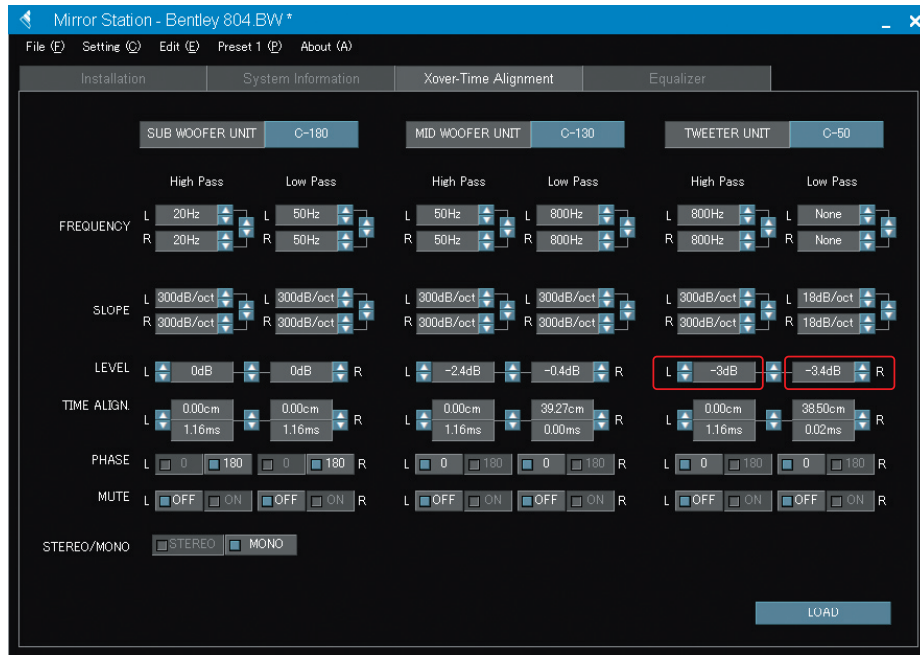 Mirror Station - Bentley 804.BW *
File (F) Setting (C) Edit (E) Preset 1 (P) About (A)
Installation System Information Xover-Time Alignment Equalizer
SUB WOOFER UNIT C-180 MID WOOFER UNIT C-130 TWEETER UNIT C-50
High Pass Low Pass High Pass Low Pass High Pass Low Pass
L 20Hz L 50Hz L 50Hz L 800Hz L 800Hz L None
FREQUENCY
R 20Hz R 50Hz R 50Hz R 800Hz R 800Hz R None
L 300dB/oct L 300dB/oct L 300dB/oct L 300dB/oct L 300dB/oct L 18dB/oct
SLOPE
R 300dB/oct R 300dB/oct R 300dB/oct R 300dB/oct R 300dB/oct R 18dB/oct
LEVEL L 0dB 0dB R L -2.4dB -0.4dB R L -3dB -3.4dB R
TIME ALIGN. L 0.00cm 0.00cm R L 0.00cm 39.27cm R L 0.00cm 38.50cm R
1.16ms 1.16ms 1.16ms 0.00ms 1.16ms 0.02ms
PHASE L 0 180 0 180 R L 0 180 0 180 R L 0 180 0 180 R
MUTE L OFF ON OFF ON R L OFF ON OFF ON R L OFF ON OFF ON R
STEREO/MONO STEREO MONO
LOAD